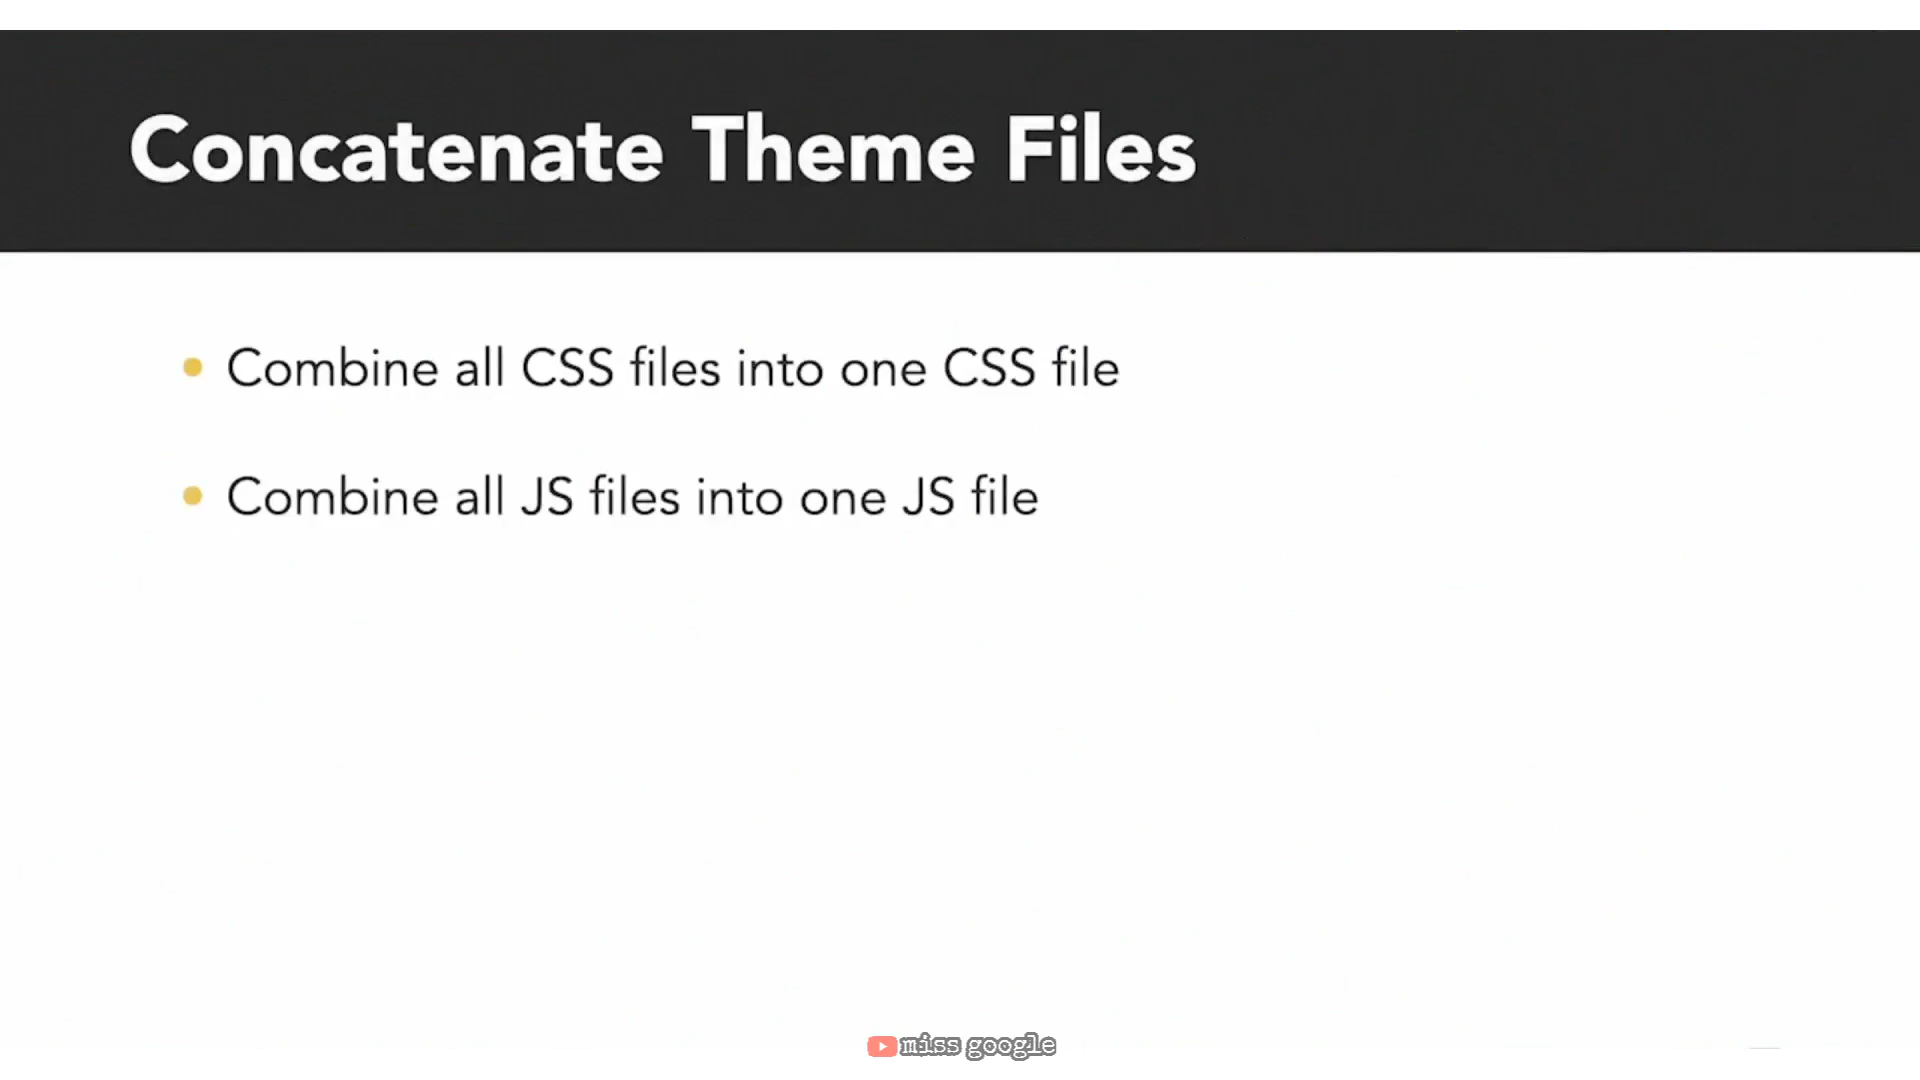 Concatenate Theme Files
Combine all CSS files into one CSS file
Combine all JS files into one JS file
miss google